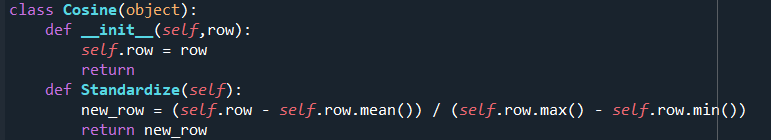 class Cosine(object):
    def __init__(self,row):
        self.row = row
        return
    def Standardize(self):
        new_row = (self.row - self.row.mean()) / (self.row.max() - self.row.min())
        return new_row